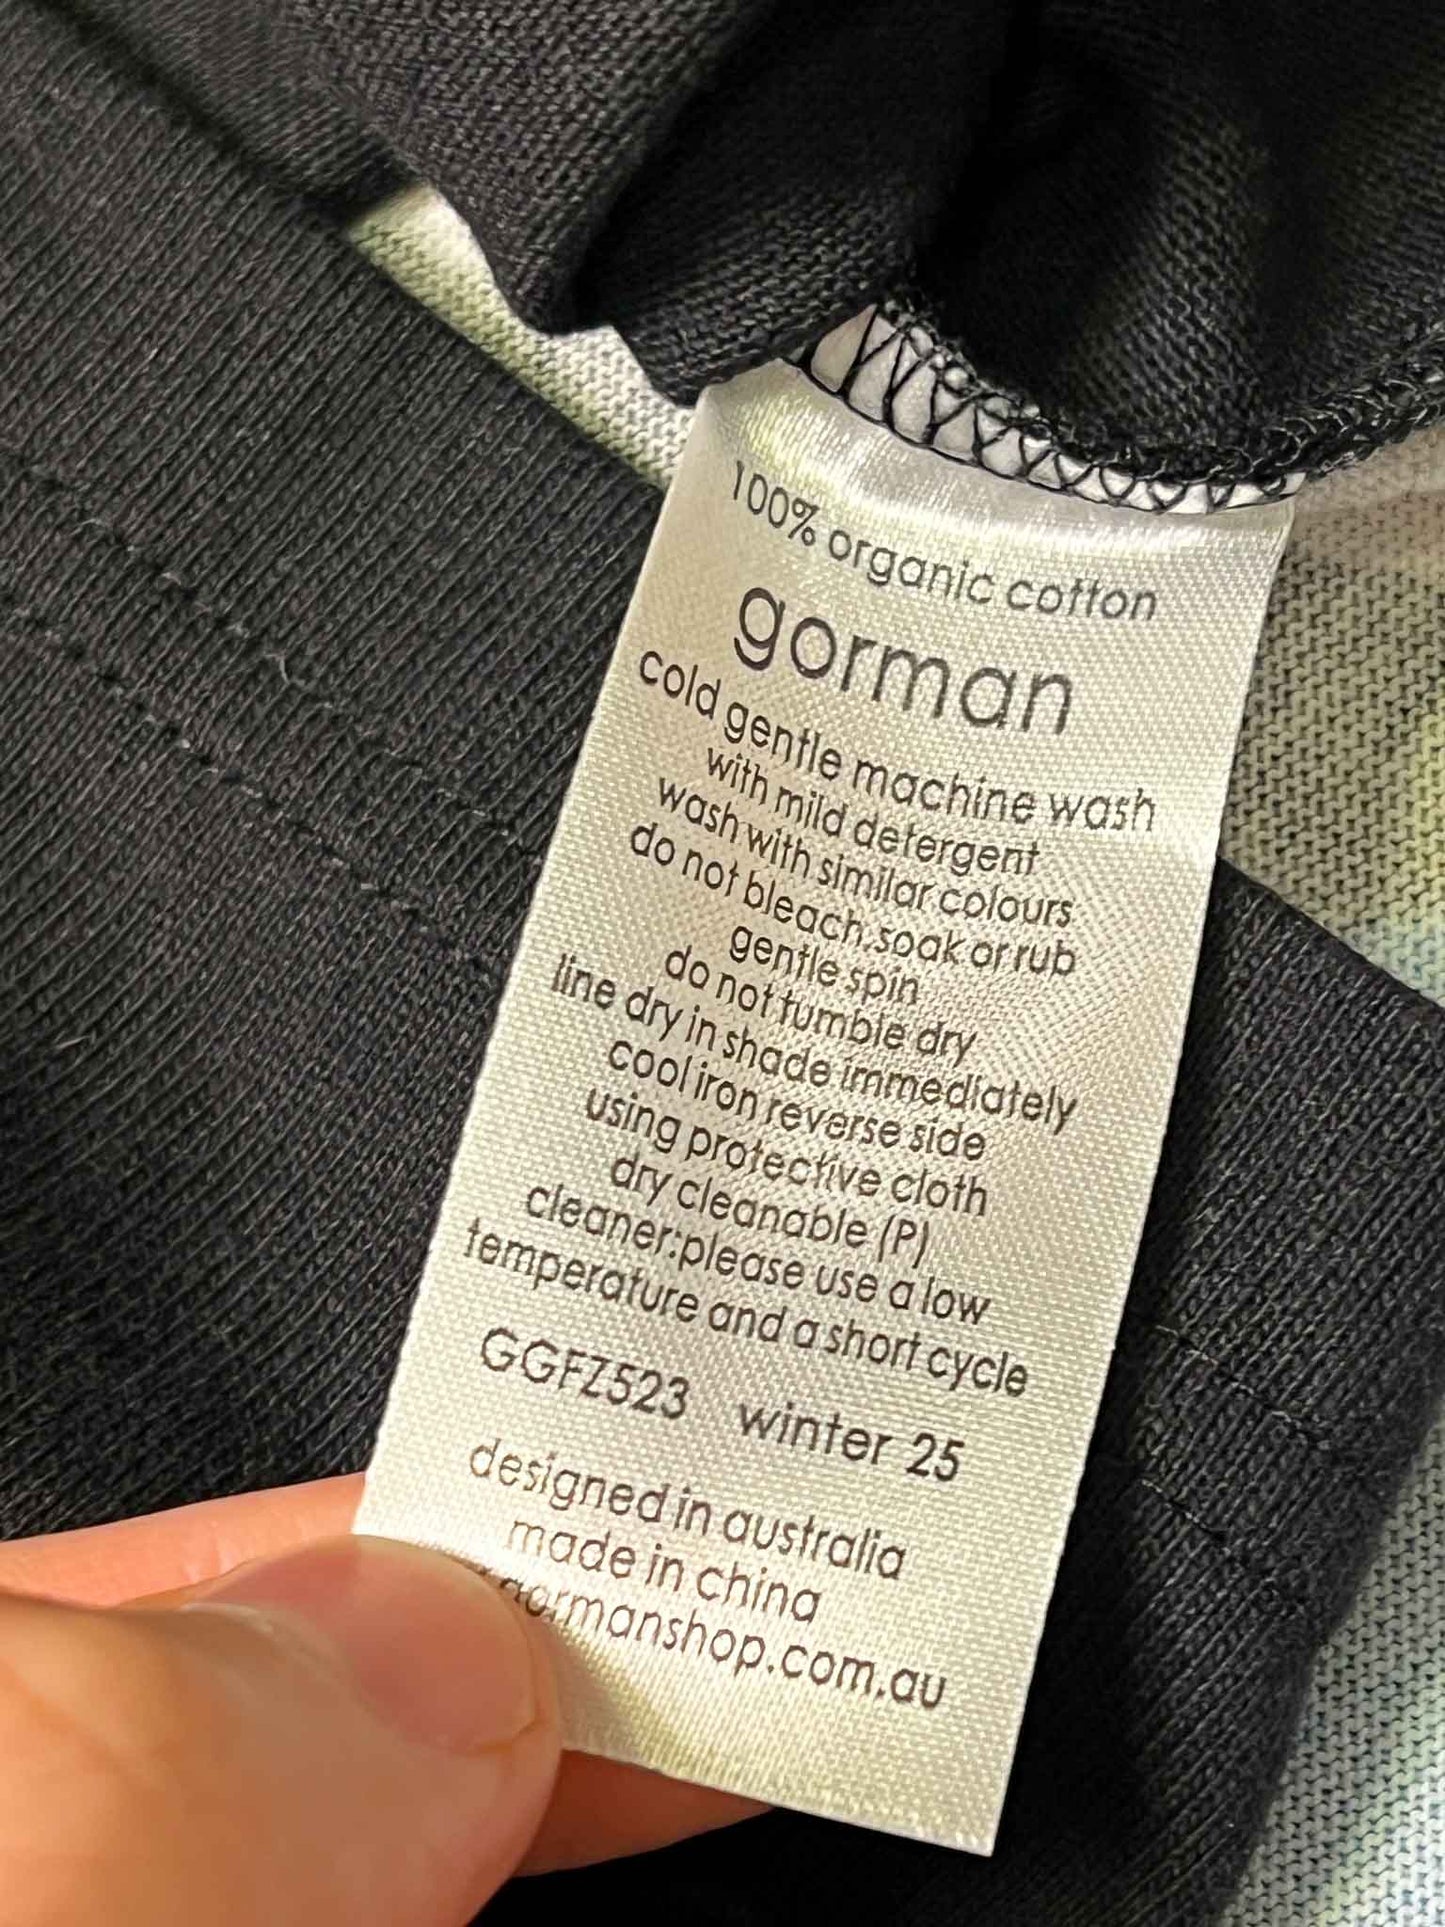 100% organic cotton
gorman
cold gentle machine wash
with mild detergent
wash with similar colours
do not bleach,soak or rub
gentle spin
do not tumble dry
line dry in shade immediately
cool iron reverse side
using protective cloth
dry cleanable (P)
cleaner:please use a low
temperature and a short cycle
GGFZ523 winter 25
designed in australia
made in china
gormanshop.com.au